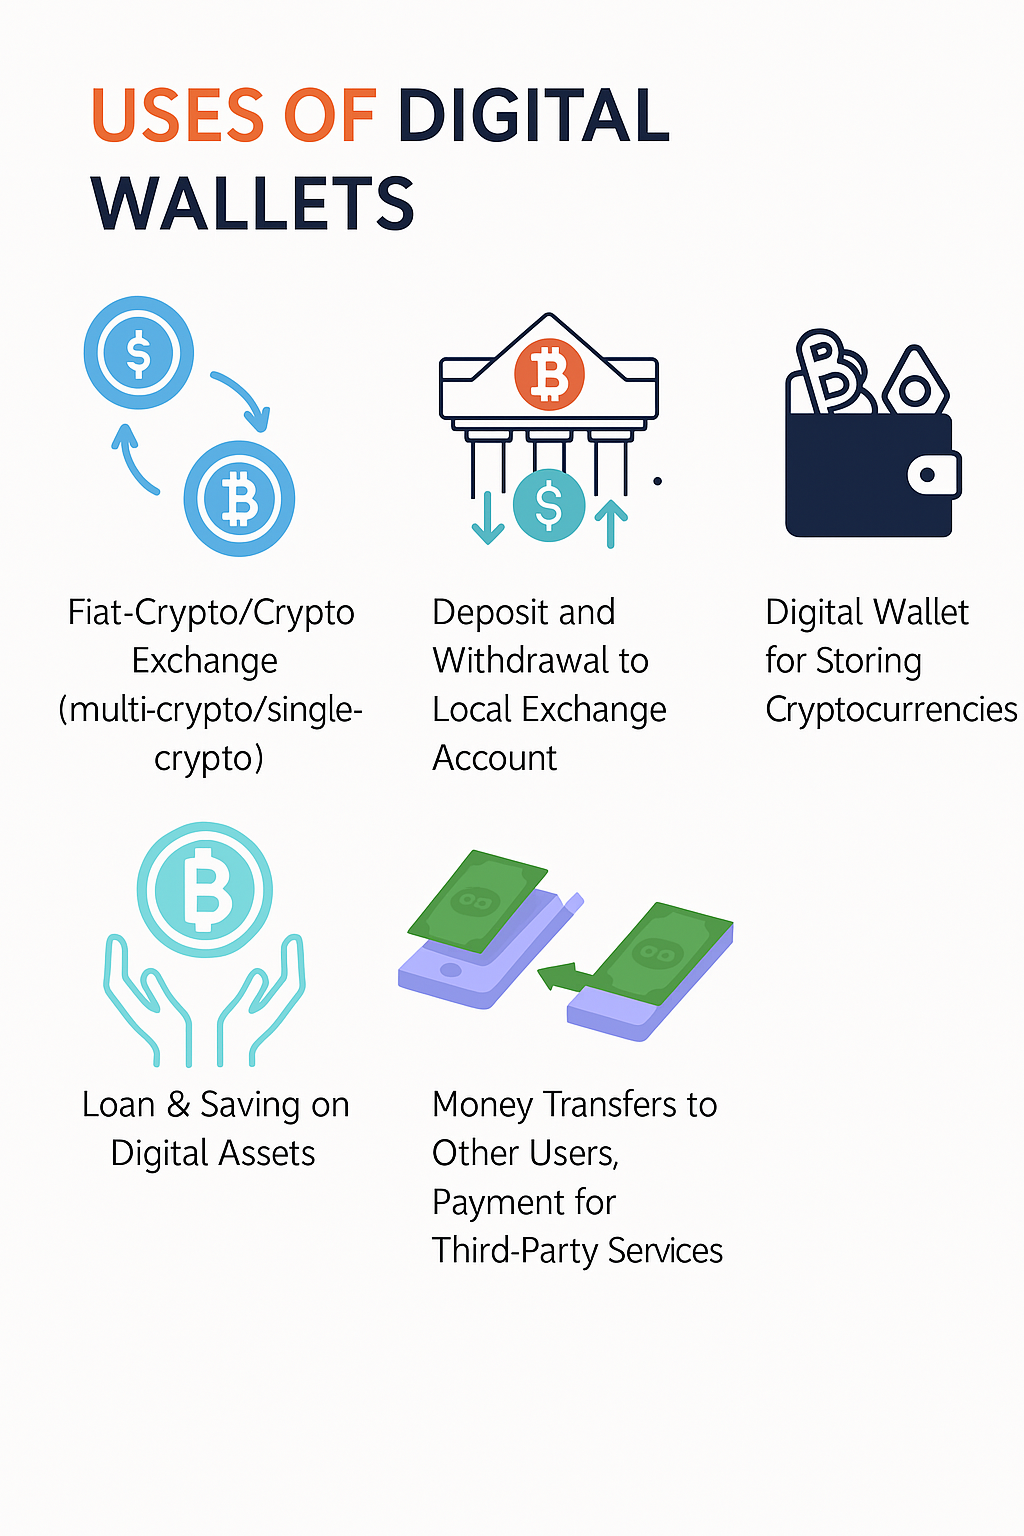 USES OF DIGITAL
WALLETS
Fiat-Crypto/Crypto
Exchange
(multi-crypto/single-
crypto)
Deposit and
Withdrawal to
Local Exchange
Account
Digital Wallet
for Storing
Cryptocurrencies
Loan & Saving on
Digital Assets
Money Transfers to
Other Users,
Payment for
Third-Party Services